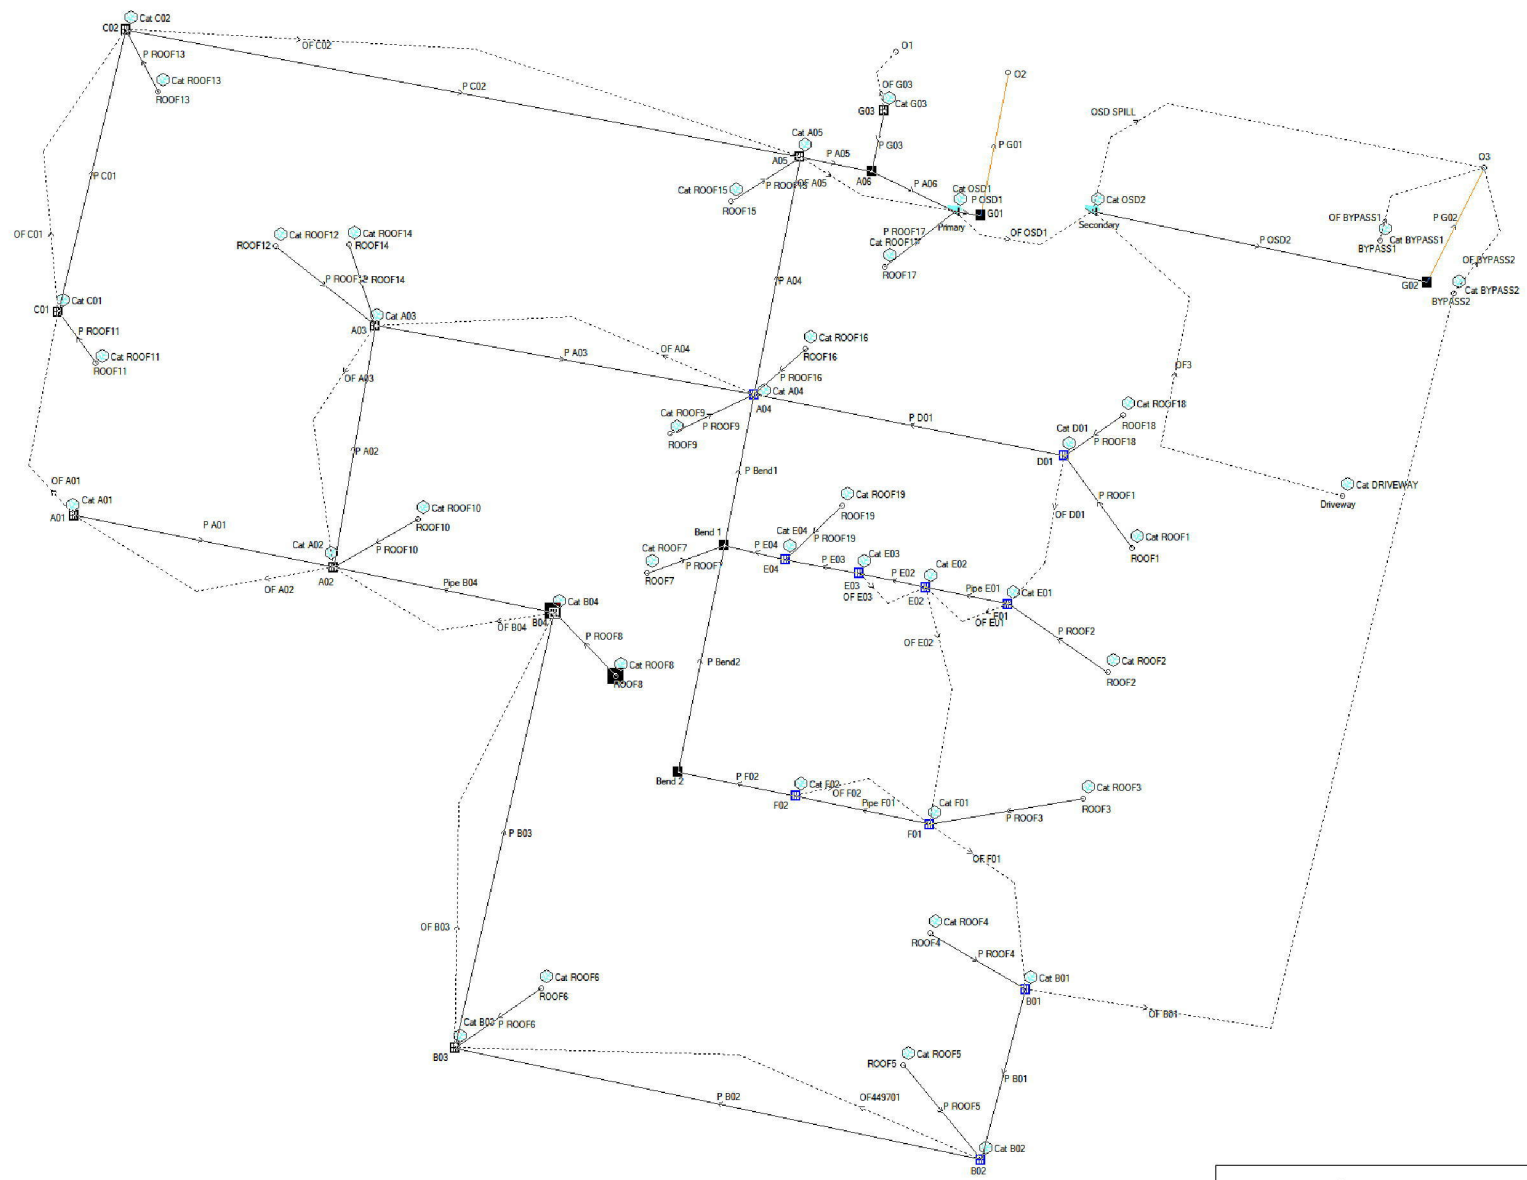 Cat C02
C02
OF C02
P ROOF13
Cat ROOF13
ROOF13
P C02
O1
OF G03
Cat G03
G03
P G03
O2
P G01
OSD SPILL
O3
Cat A05
A05
P A05
A06
P A06
OF A05
Cat ROOF15
ROOF15
Cat OSD1
P OSD1
G01
Primary
OF OSD1
P ROOF17
Cat ROOF17
ROOF17
Cat OSD2
Secondary
P OSD2
OF BYPASS1
Cat BYPASS1
BYPASS1
P G02
G02
OF BYPASS2
Cat BYPASS2
BYPASS2
P C01
OF C01
Cat C01
C01
P ROOF11
Cat ROOF11
ROOF11
Cat ROOF12
ROOF12
Cat ROOF14
ROOF14
P ROOF14
Cat A03
A03
OF A03
P A03
OF A04
P A04
Cat ROOF16
ROOF16
P ROOF16
Cat A04
A04
Cat ROOF9
P ROOF9
ROOF9
P D01
OF3
Cat ROOF18
ROOF18
P ROOF18
Cat D01
D01
P ROOF1
Cat ROOF1
ROOF1
OF D01
Cat DRIVEWAY
Driveway
P A02
OF A01
Cat A01
A01
P A01
Cat ROOF10
ROOF10
P ROOF10
Cat A02
A02
OF A02
Pipe B04
Cat B04
B04
OF B04
P ROOF8
Cat ROOF8
ROOF8
P Bend1
Bend 1
Cat ROOF7
P ROOF7
ROOF7
P E04
Cat E04
E04
Cat ROOF19
ROOF19
P ROOF19
P E03
Cat E03
E03
OF E03
P E02
Cat E02
E02
OF E02
Pipe E01
Cat E01
E01
OF E01
P ROOF2
Cat ROOF2
ROOF2
P Bend2
Bend 2
P F02
Cat F02
F02
OF F02
Pipe F01
Cat F01
F01
P ROOF3
Cat ROOF3
ROOF3
OF F01
P B03
OF B03
Cat ROOF4
ROOF4
P ROOF4
Cat B01
B01
OF B01
Cat ROOF6
ROOF6
P ROOF6
Cat B03
B03
P B02
Cat ROOF5
ROOF5
P ROOF5
P B01
OF449701
Cat B02
B02